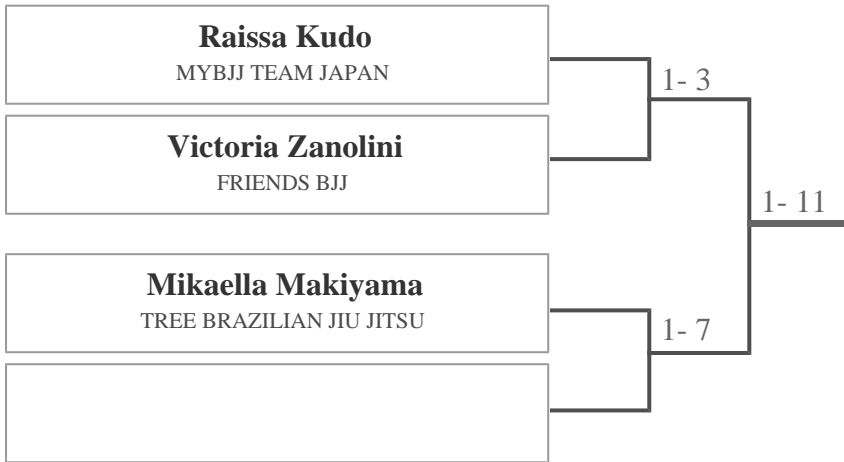 Raissa Kudo
MYBJJ TEAM JAPAN
1- 3
Victoria Zanolini
FRIENDS BJJ
1- 11
Mikaella Makiyama
TREE BRAZILIAN JIU JITSU
1- 7